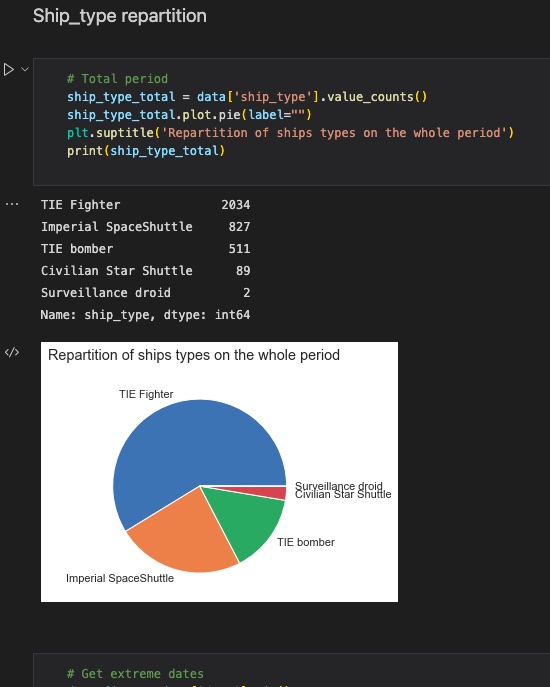 Ship_type repartition
# Total period
ship_type_total = data['ship_type'].value_counts()
ship_type_total.plot.pie(label="")
plt.suptitle('Repartition of ships types on the whole period')
print(ship_type_total)
TIE Fighter 2034
Imperial SpaceShuttle 827
TIE bomber 511
Civilian Star Shuttle 89
Surveillance droid 2
Name: ship_type, dtype: int64
Repartition of ships types on the whole period
TIE Fighter
Surveillance droid
Civilian Star Shuttle
TIE bomber
Imperial SpaceShuttle
# Get extreme dates